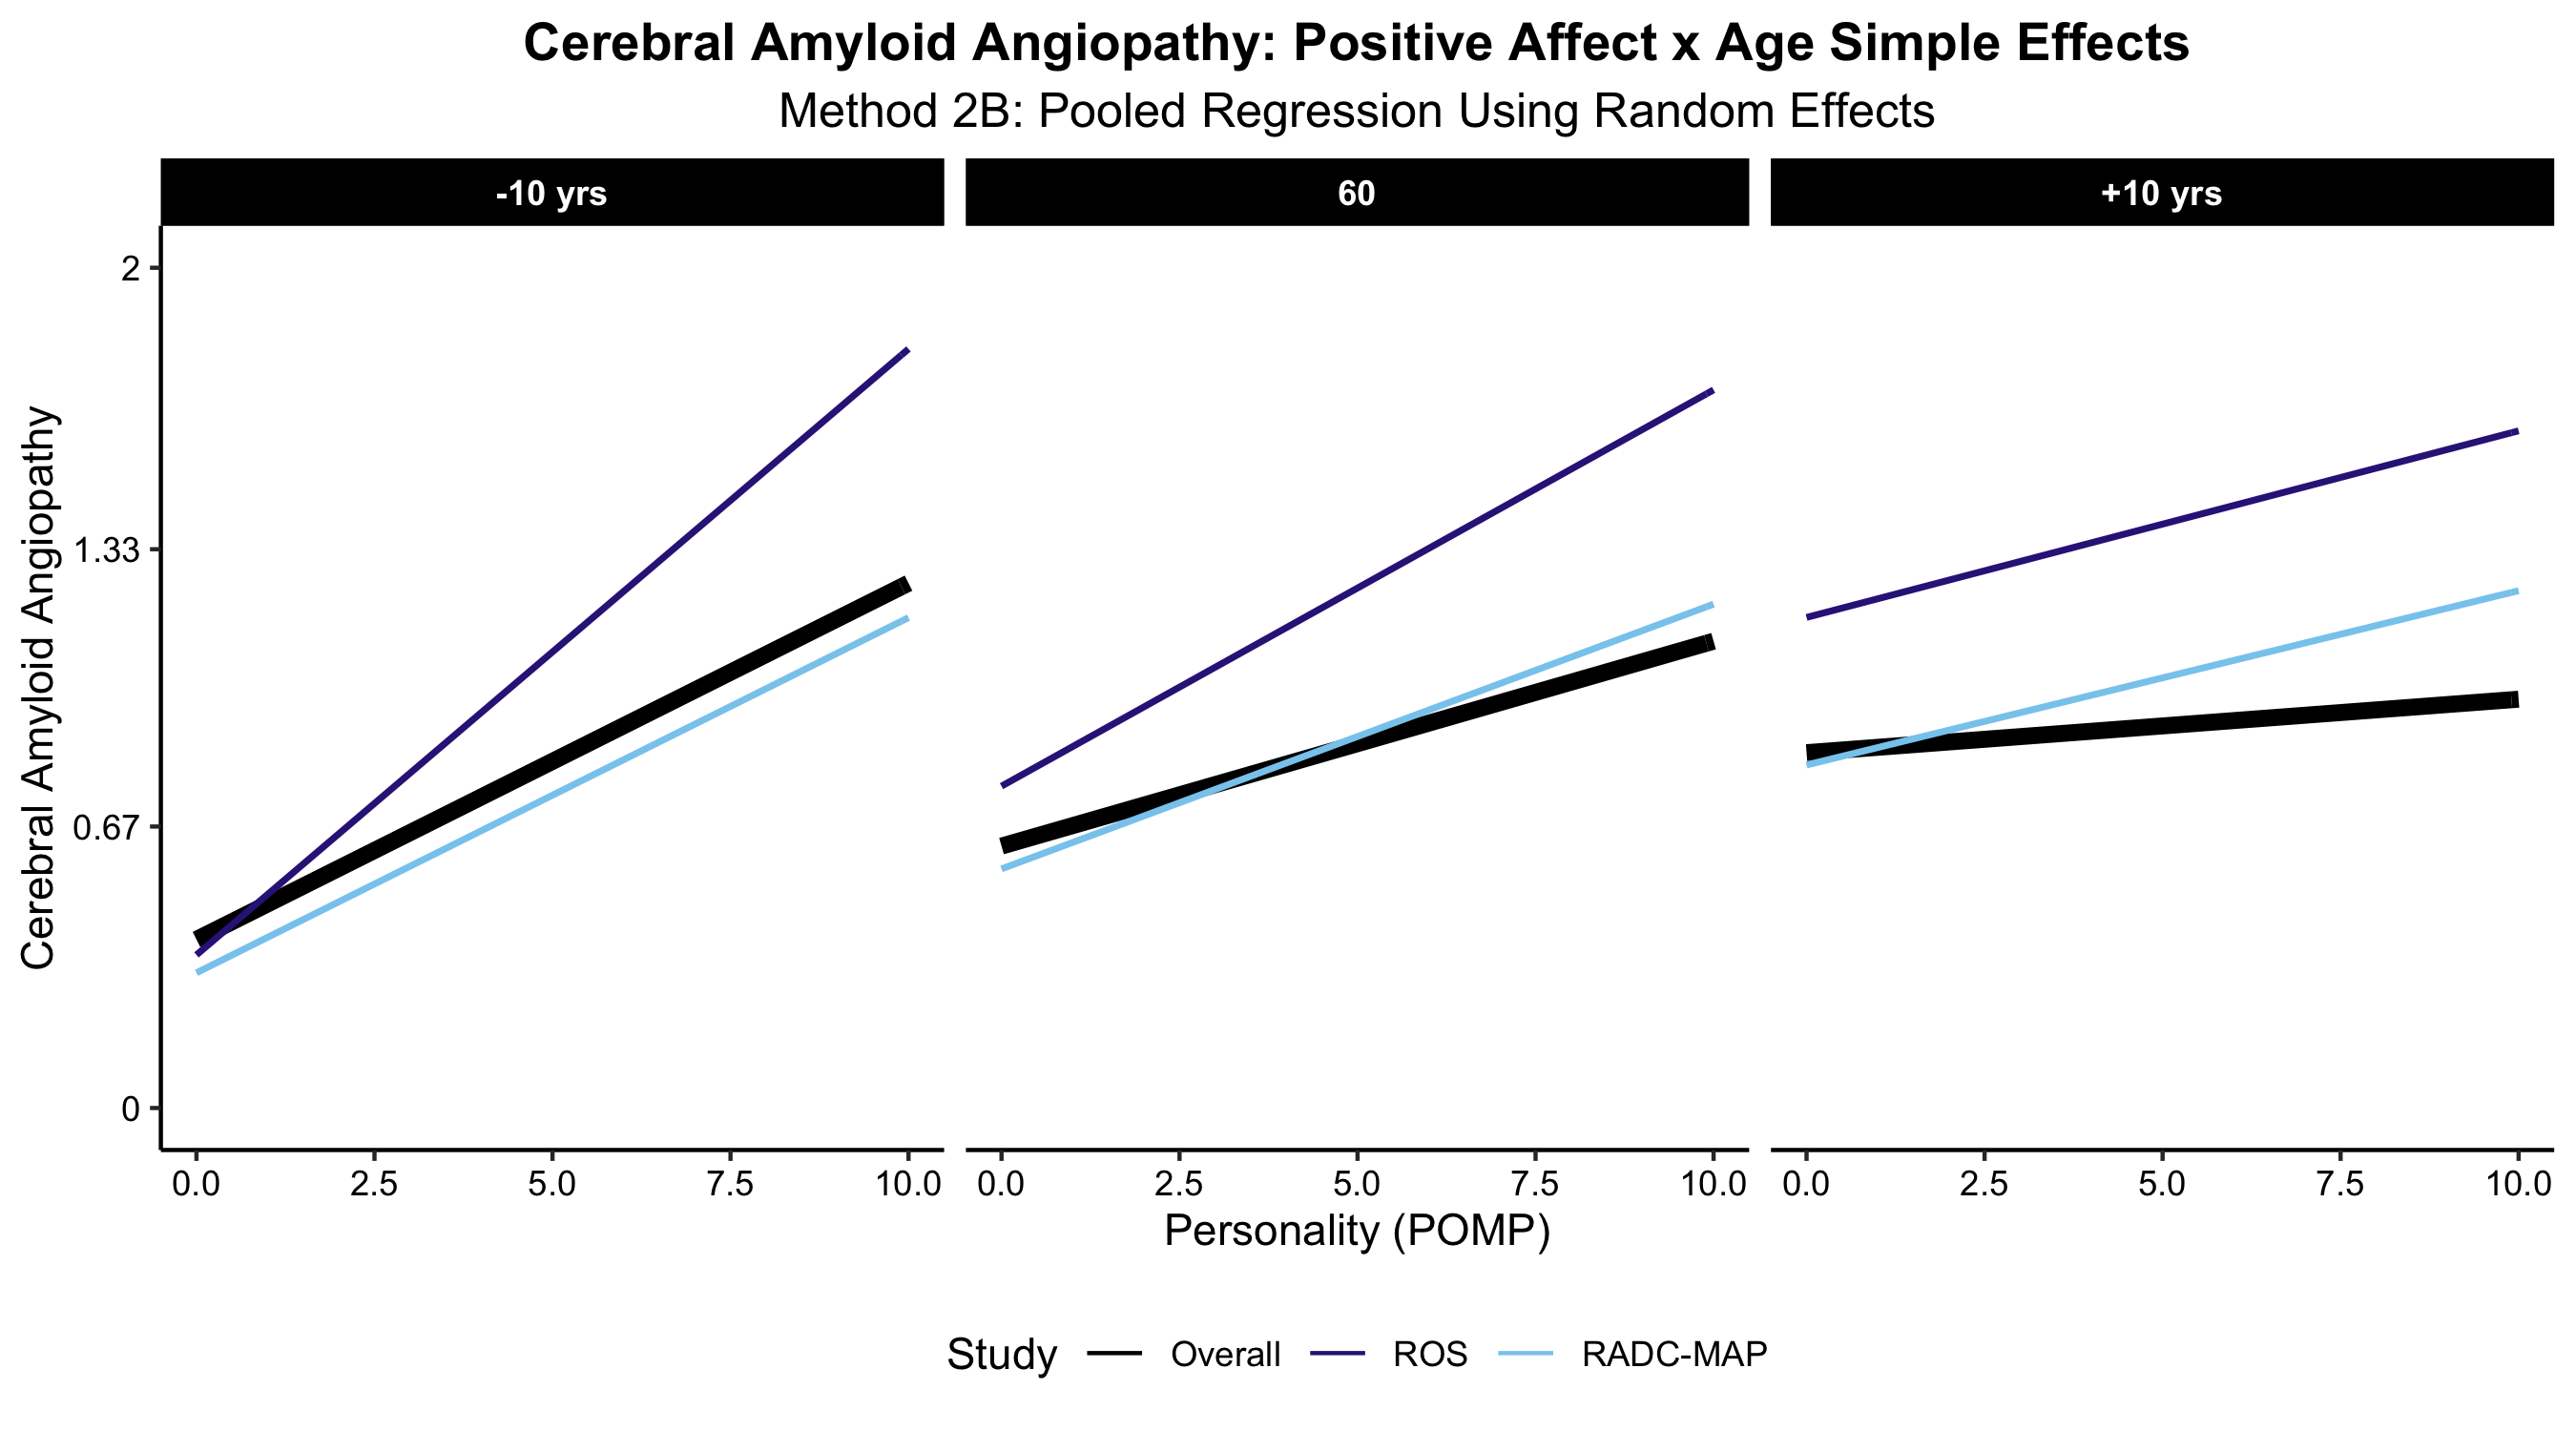 Cerebral Amyloid Angiopathy: Positive Affect x Age Simple Effects
Method 2B: Pooled Regression Using Random Effects
-10 yrs 60 +10 yrs
Cerebral Amyloid Angiopathy
2
1.33
0.67
0
0.0 2.5 5.0 7.5 10.0 0.0 2.5 5.0 7.5 10.0 0.0 2.5 5.0 7.5 10.0
Personality (POMP)
Study Overall ROS RADC-MAP